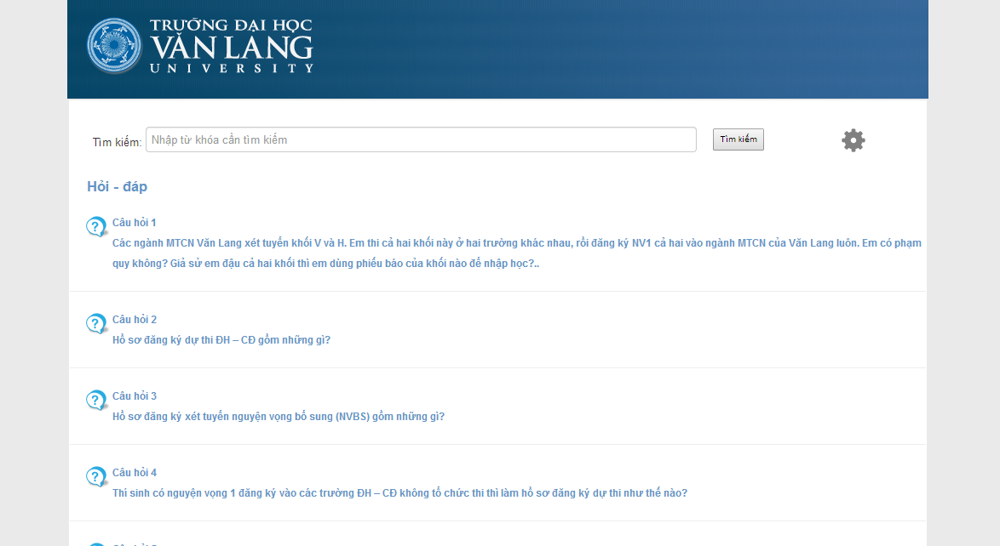 TRƯỜNG ĐẠI HỌC
VĂN LANG
UNIVERSITY
Tìm kiếm:
Nhập từ khóa cần tìm kiếm
Tìm kiếm
Hỏi - đáp
Câu hỏi 1
Các ngành MTCN Văn Lang xét tuyển khối V và H. Em thi cả hai khối này ở hai trường khác nhau, rồi đăng ký NV1 cả hai vào ngành MTCN của Văn Lang luôn. Em có phạm
quy không? Giả sử em đậu cả hai khối thì em dùng phiếu báo của khối nào để nhập học?..
Câu hỏi 2
Hồ sơ đăng ký dự thi ĐH – CĐ gồm những gì?
Câu hỏi 3
Hồ sơ đăng ký xét tuyển nguyện vọng bổ sung (NVBS) gồm những gì?
Câu hỏi 4
Thí sinh có nguyện vọng 1 đăng ký vào các trường ĐH – CĐ không tổ chức thi thì làm hồ sơ đăng ký dự thi như thế nào?